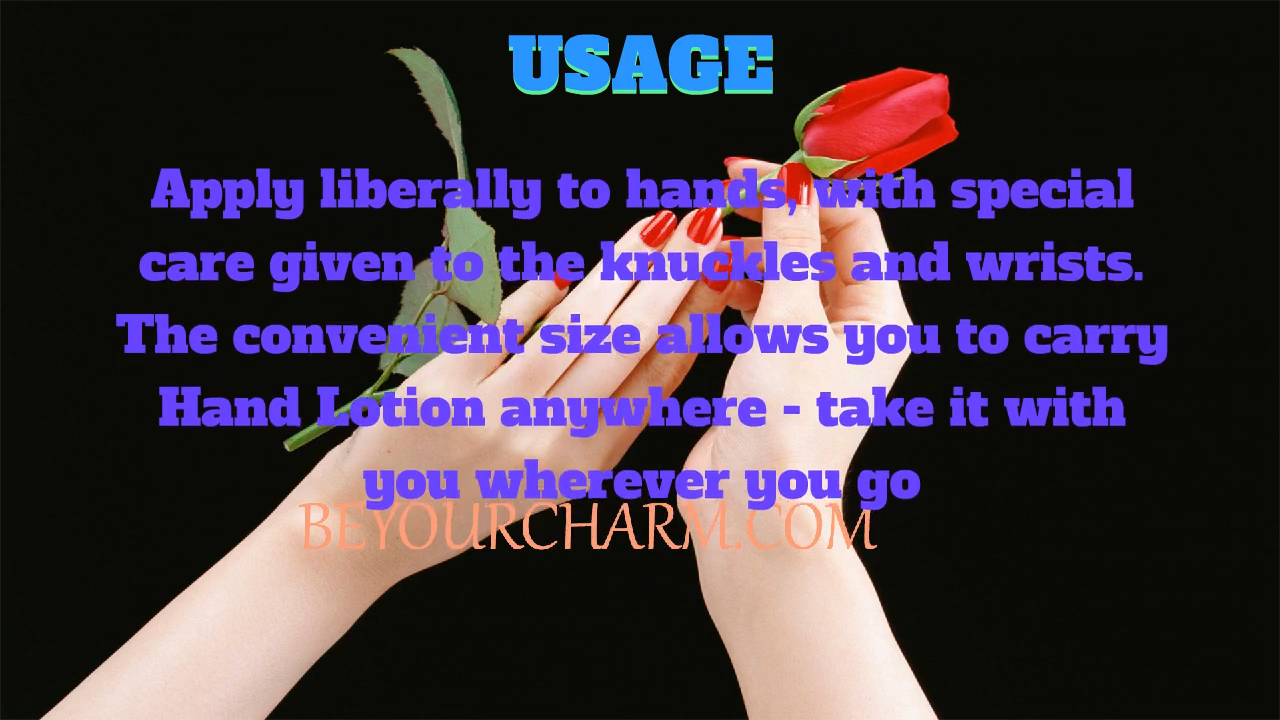 USAGE
Apply liberally to hands, with special
care given to the knuckles and wrists.
The convenient size allows you to carry
Hand Lotion anywhere - take it with
you wherever you go
BEYOURCHARM.COM